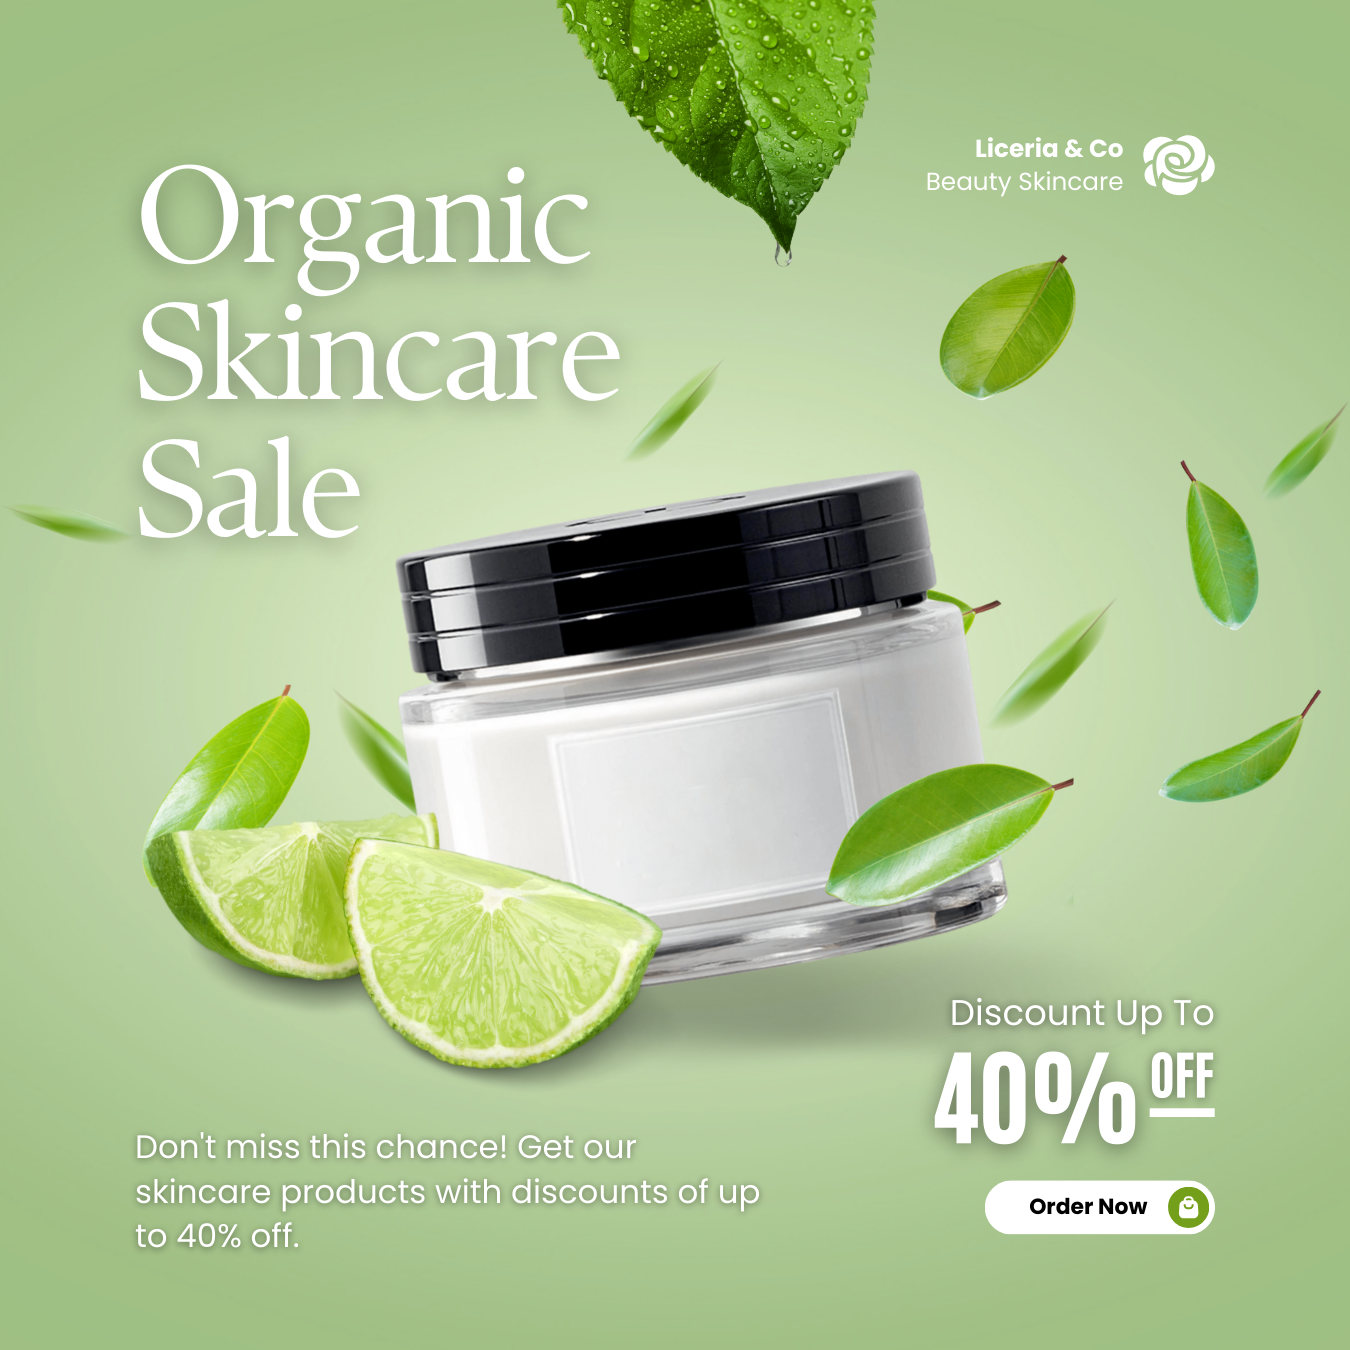 Organic
Skincare
Sale
Liceria & Co
Beauty Skincare
Discount Up To
40% OFF
Don't miss this chance! Get our
skincare products with discounts of up
to 40% off.
Order Now